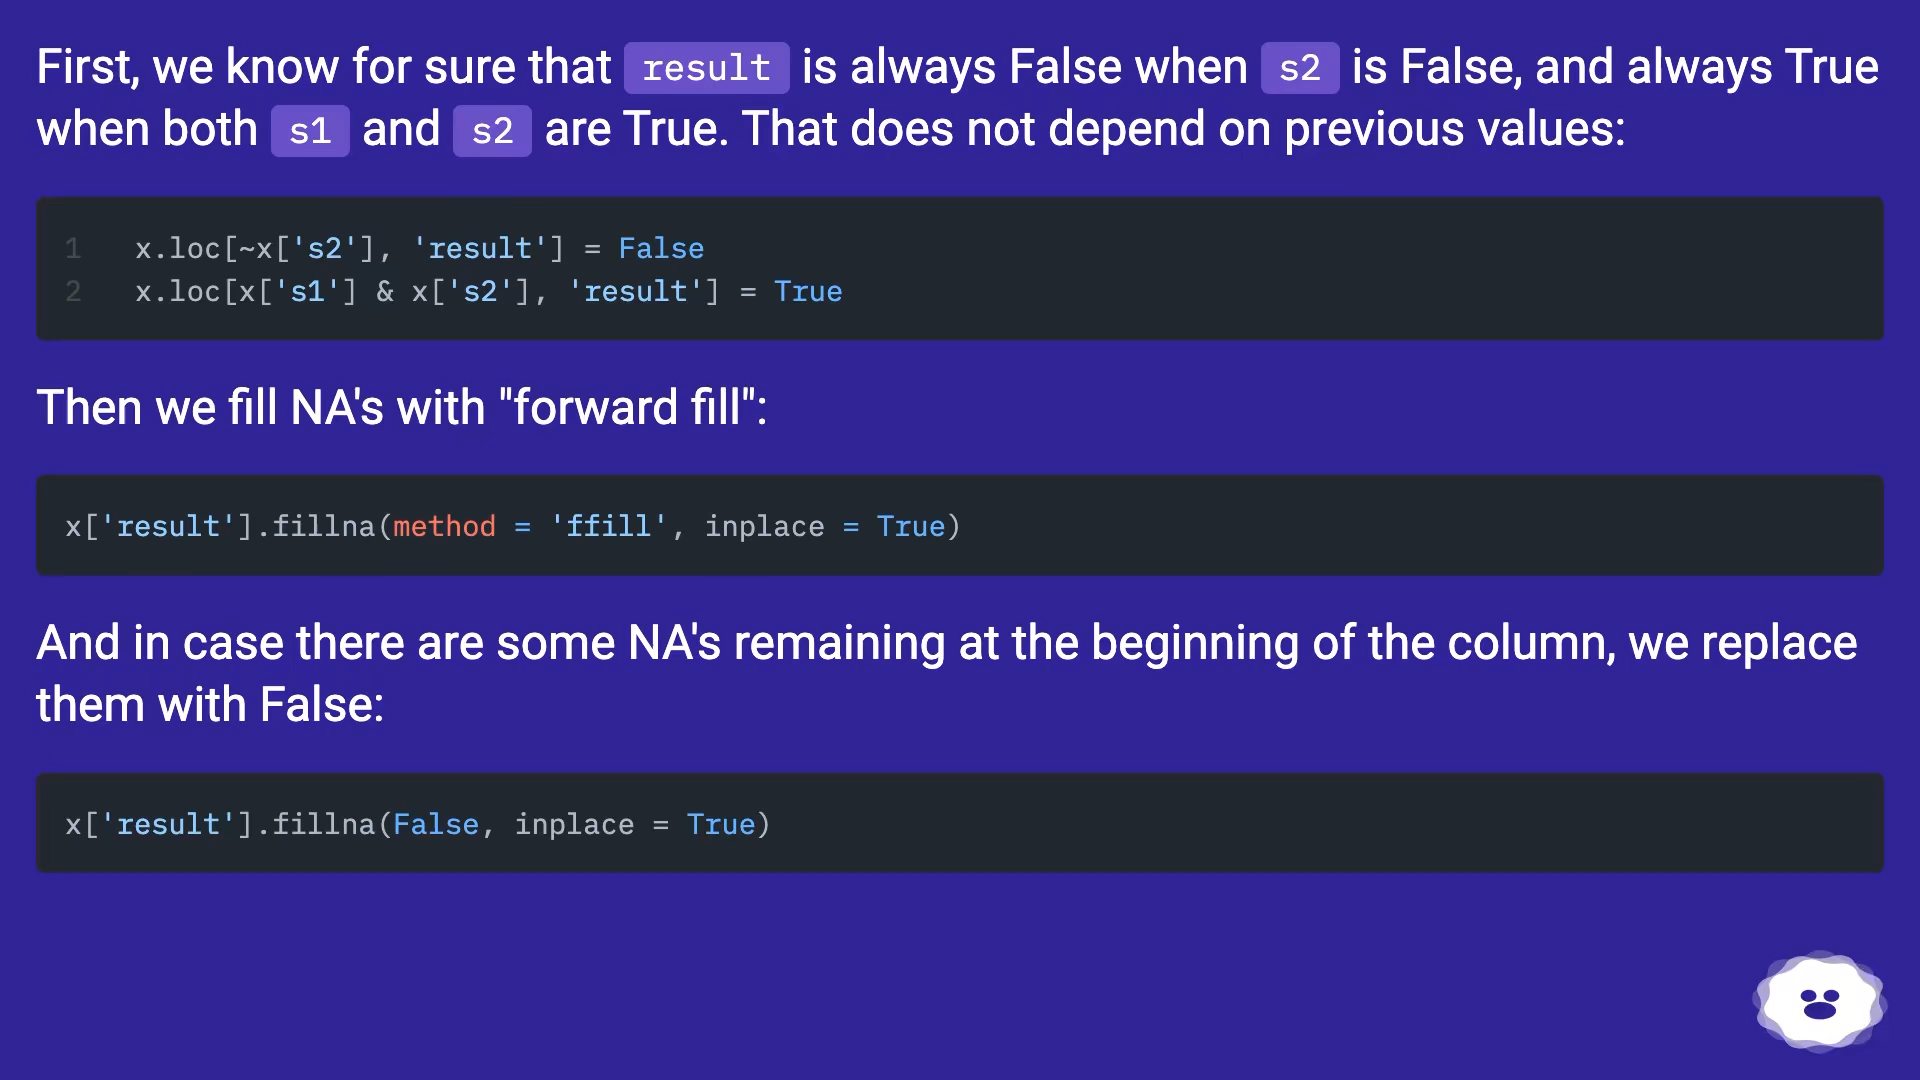 First, we know for sure that result is always False when s2 is False, and always True
when both s1 and s2 are True. That does not depend on previous values:
1 x.loc[~x['s2'], 'result'] = False
2 x.loc[x['s1'] & x['s2'], 'result'] = True
Then we fill NA's with "forward fill":
x['result'].fillna(method = 'ffill', inplace = True)
And in case there are some NA's remaining at the beginning of the column, we replace
them with False:
x['result'].fillna(False, inplace = True)